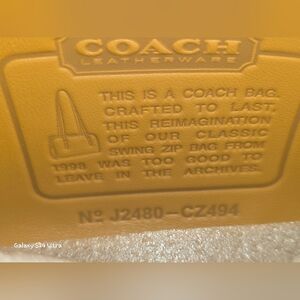 COACH
LEATHERWARE
THIS IS A COACH BAG.
CRAFTED TO LAST,
THIS REIMAGINATION
OF OUR CLASSIC
SWING ZIP BAG FROM
1998 WAS TOO GOOD TO
LEAVE IN THE ARCHIVES.
Nº J2480-CZ494
Galaxy S24 Ultra